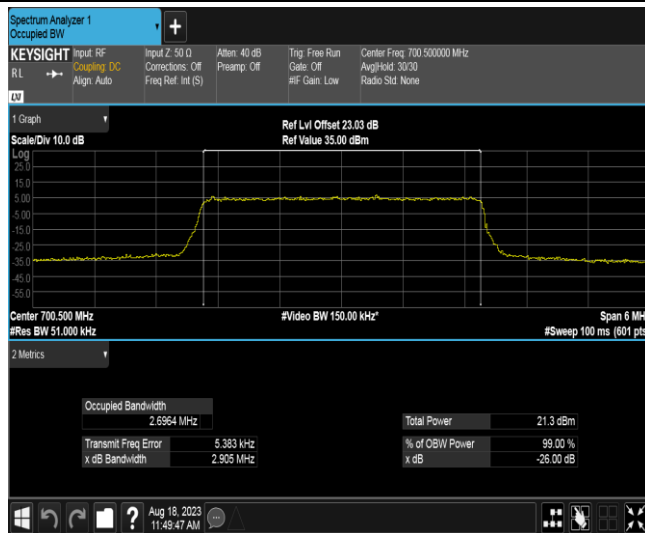 Spectrum Analyzer 1
Occupied BW
+
KEYSIGHT
RL
Input: RF
Coupling: DC
Align: Auto
Input Z: 50 Ω
Corrections: Off
Freq Ref: Int (S)
Atten: 40 dB
Preamp: Off
Trig: Free Run
Gate: Off
#IF Gain: Low
Center Freq: 700.500000 MHz
Avg|Hold: 30/30
Radio Std: None
1 Graph
Scale/Div 10.0 dB
Ref Lvl Offset 23.03 dB
Ref Value 35.00 dBm
Log
25.0
15.0
5.00
-5.00
-15.0
-25.0
-35.0
-45.0
-55.0
Center 700.500 MHz
#Video BW 150.00 kHz*
Span 6 MH
#Res BW 51.000 kHz
#Sweep 100 ms (601 pts
2 Metrics
Occupied Bandwidth
2.6964 MHz
Total Power 21.3 dBm
Transmit Freq Error 5.383 kHz
% of OBW Power 99.00 %
x dB Bandwidth 2.905 MHz
x dB -26.00 dB
?
Aug 18, 2023
11:49:47 AM